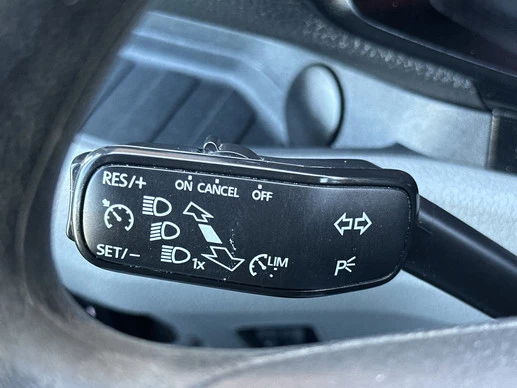 RES/+ ON CANCEL OFF
SET/- 1x LIM
P